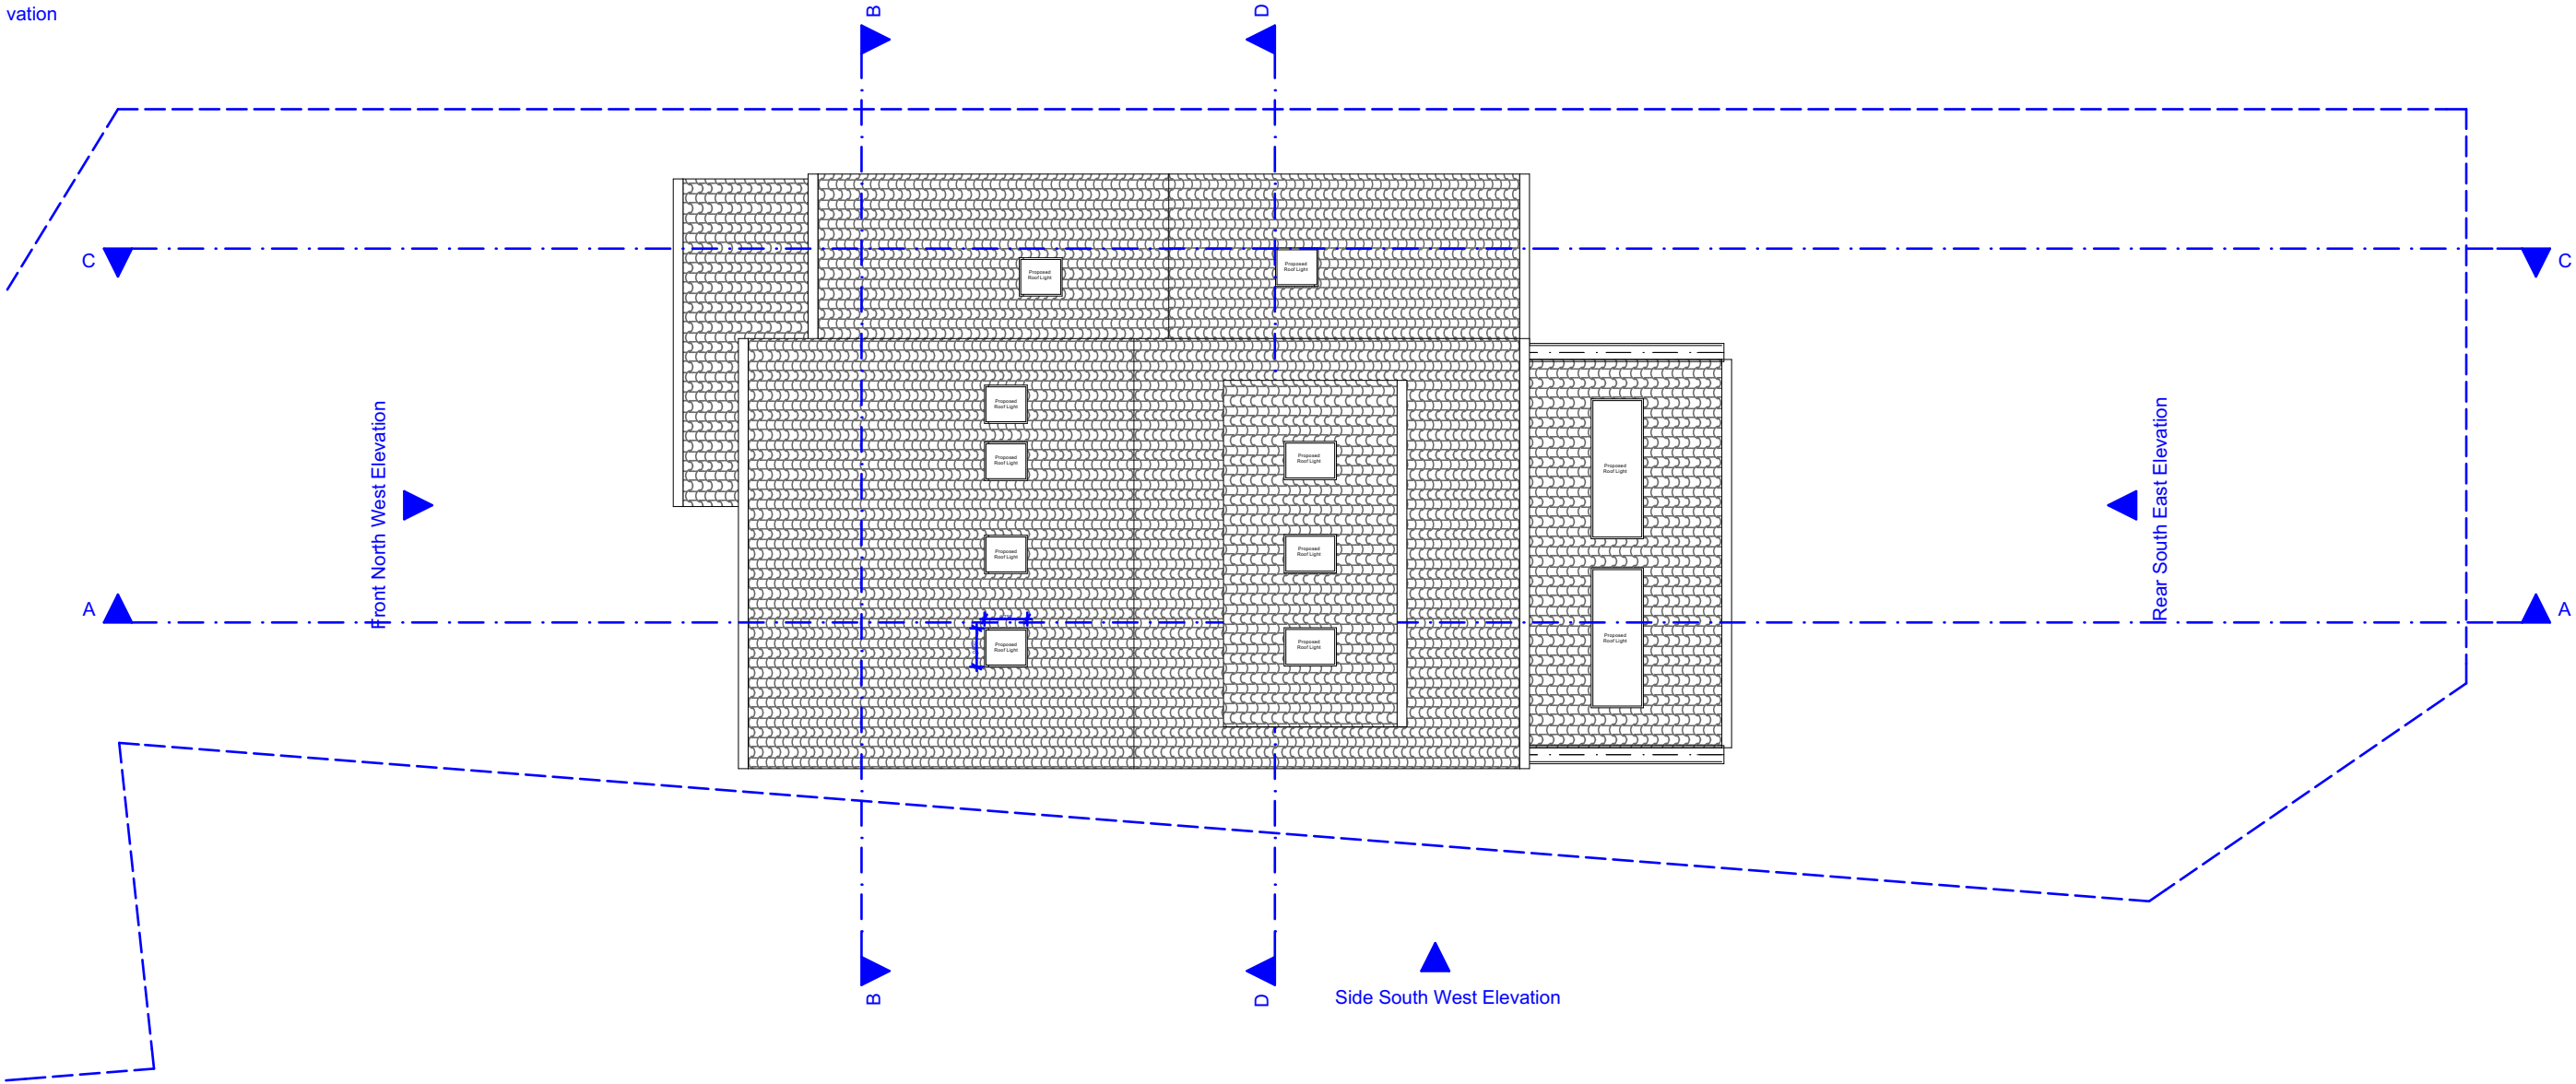 vation
B
D
C
C
Proposed
Roof Light
Proposed
Roof Light
Proposed
Roof Light
Proposed
Roof Light
Proposed
Roof Light
Proposed
Roof Light
Front North West Elevation
Rear South East Elevation
Proposed
Roof Light
Proposed
Roof Light
A
A
Proposed
Roof Light
Proposed
Roof Light
Proposed
Roof Light
B
D
Side South West Elevation